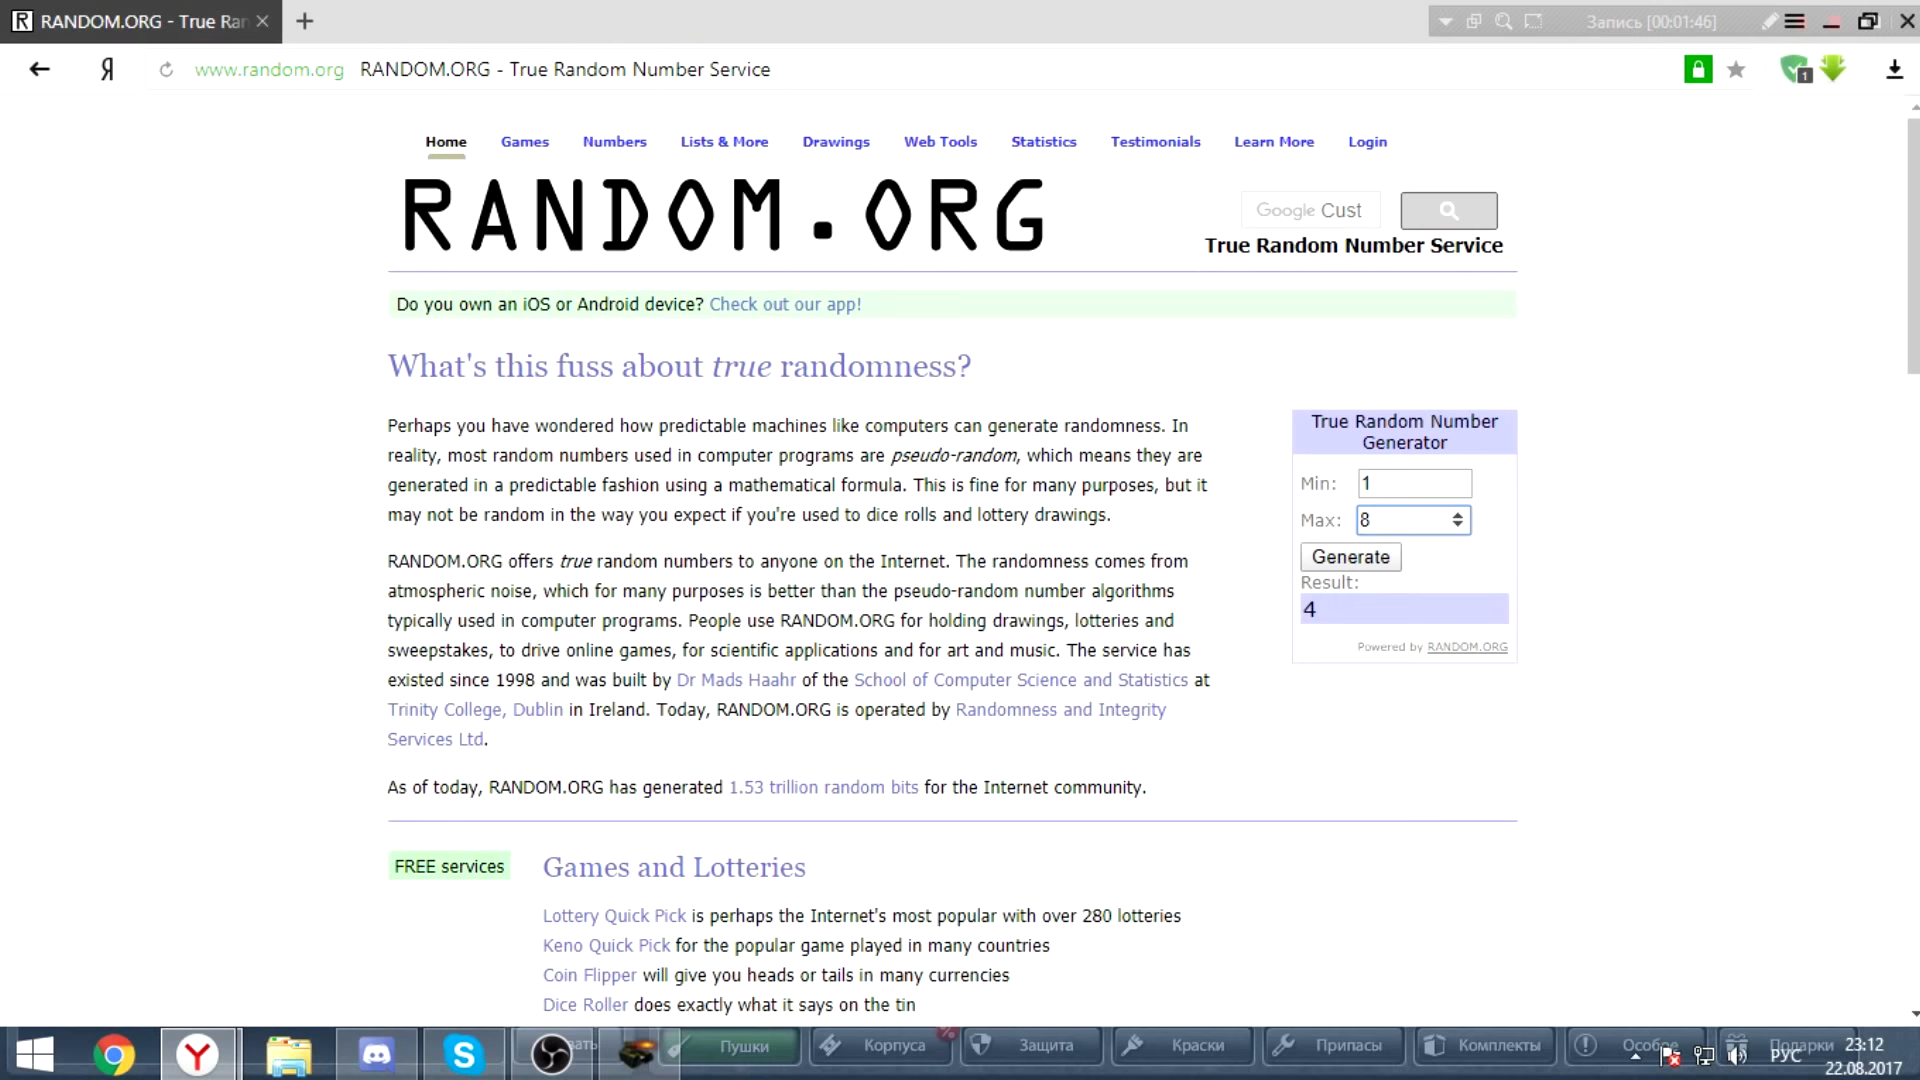 RANDOM.ORG - True Ran
Запись [00:01:46]
www.random.org RANDOM.ORG - True Random Number Service
1
Home Games Numbers Lists & More Drawings Web Tools Statistics Testimonials Learn More Login
RANDOM.ORG
Google Cust
True Random Number Service
Do you own an iOS or Android device? Check out our app!
What's this fuss about true randomness?
Perhaps you have wondered how predictable machines like computers can generate randomness. In
reality, most random numbers used in computer programs are pseudo-random, which means they are
generated in a predictable fashion using a mathematical formula. This is fine for many purposes, but it
may not be random in the way you expect if you're used to dice rolls and lottery drawings.
RANDOM.ORG offers true random numbers to anyone on the Internet. The randomness comes from
atmospheric noise, which for many purposes is better than the pseudo-random number algorithms
typically used in computer programs. People use RANDOM.ORG for holding drawings, lotteries and
sweepstakes, to drive online games, for scientific applications and for art and music. The service has
existed since 1998 and was built by Dr Mads Haahr of the School of Computer Science and Statistics at
Trinity College, Dublin in Ireland. Today, RANDOM.ORG is operated by Randomness and Integrity
Services Ltd.
As of today, RANDOM.ORG has generated 1.53 trillion random bits for the Internet community.
True Random Number
Generator
Min: 1
Max: 8
Generate
Result:
4
Powered by RANDOM.ORG
FREE services
Games and Lotteries
Lottery Quick Pick is perhaps the Internet's most popular with over 280 lotteries
Keno Quick Pick for the popular game played in many countries
Coin Flipper will give you heads or tails in many currencies
Dice Roller does exactly what it says on the tin
Пушки Корпуса Защита Краски Припасы Комплекты Подарки
РУС
23:12
22.08.2017